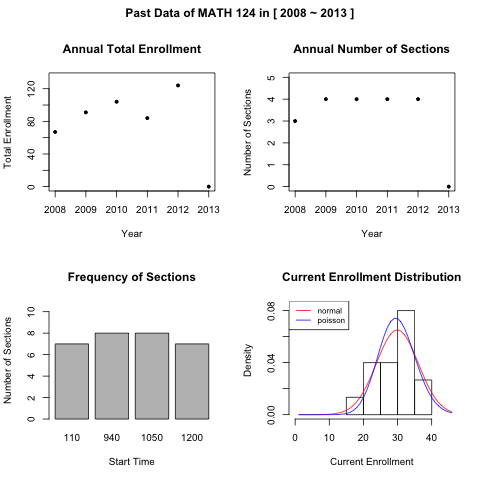 Past Data of MATH 124 in [ 2008 ~ 2013 ]
Annual Total Enrollment
Total Enrollment
0
40
80
120
2008 2009 2010 2011 2012 2013
Year
Annual Number of Sections
Number of Sections
0
1
2
3
4
5
2008 2009 2010 2011 2012 2013
Year
Frequency of Sections
Number of Sections
0
2
4
6
8
10
110 940 1050 1200
Start Time
Current Enrollment Distribution
normal
poisson
Density
0.00
0.04
0.08
0 10 20 30 40
Current Enrollment